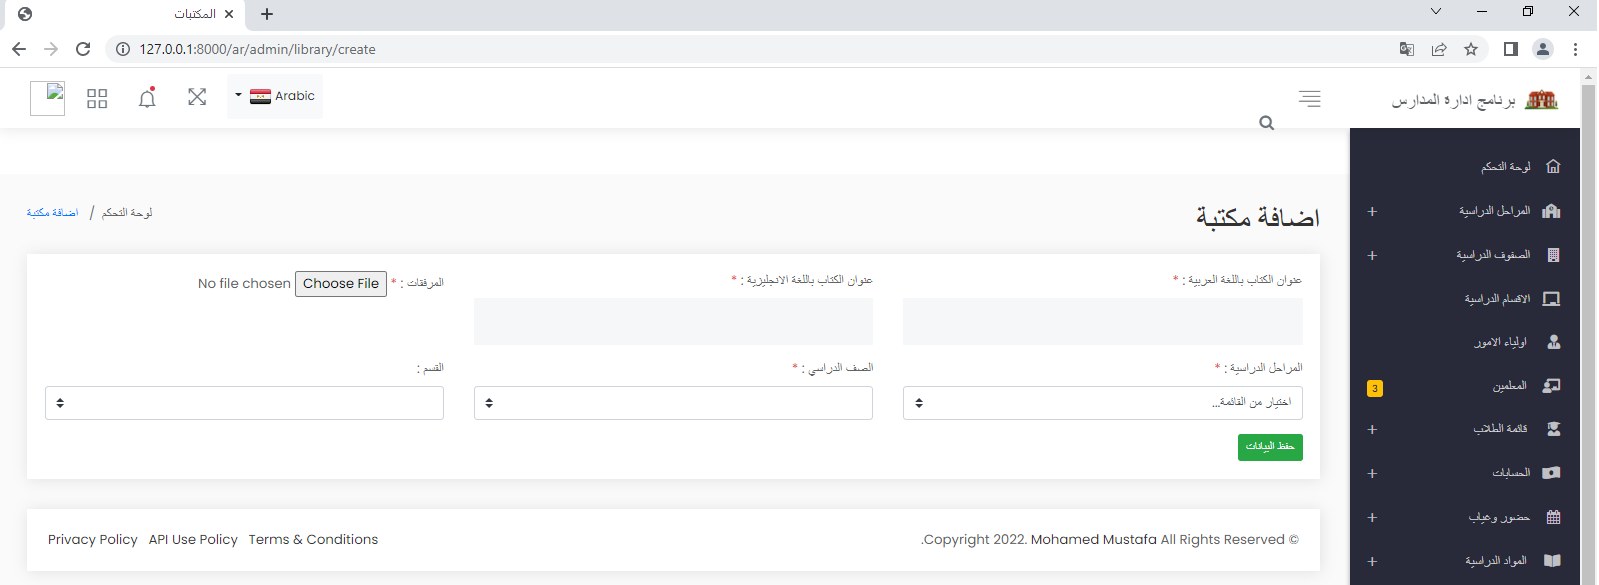 المكتبات
127.0.0.1:8000/ar/admin/library/create
برنامج ادارة المدارس
Arabic
لوحة التحكم
المراحل الدراسية
الصفوف الدراسية
الاقسام الدراسية
اولياء الامور
المعلمين
3
قائمة الطلاب
الحسابات
حضور وغياب
المواد الدراسية
اضافة مكتبة
لوحة التحكم / اضافة مكتبة
عنوان الكتاب باللغة العربية : *
عنوان الكتاب باللغة الانجليزية : *
المرفقات : *
Choose File No file chosen
المراحل الدراسية : *
اختيار من القائمة...
الصف الدراسي : *
القسم :
حفظ البيانات
.Copyright 2022. Mohamed Mustafa All Rights Reserved ©
Privacy Policy API Use Policy Terms & Conditions